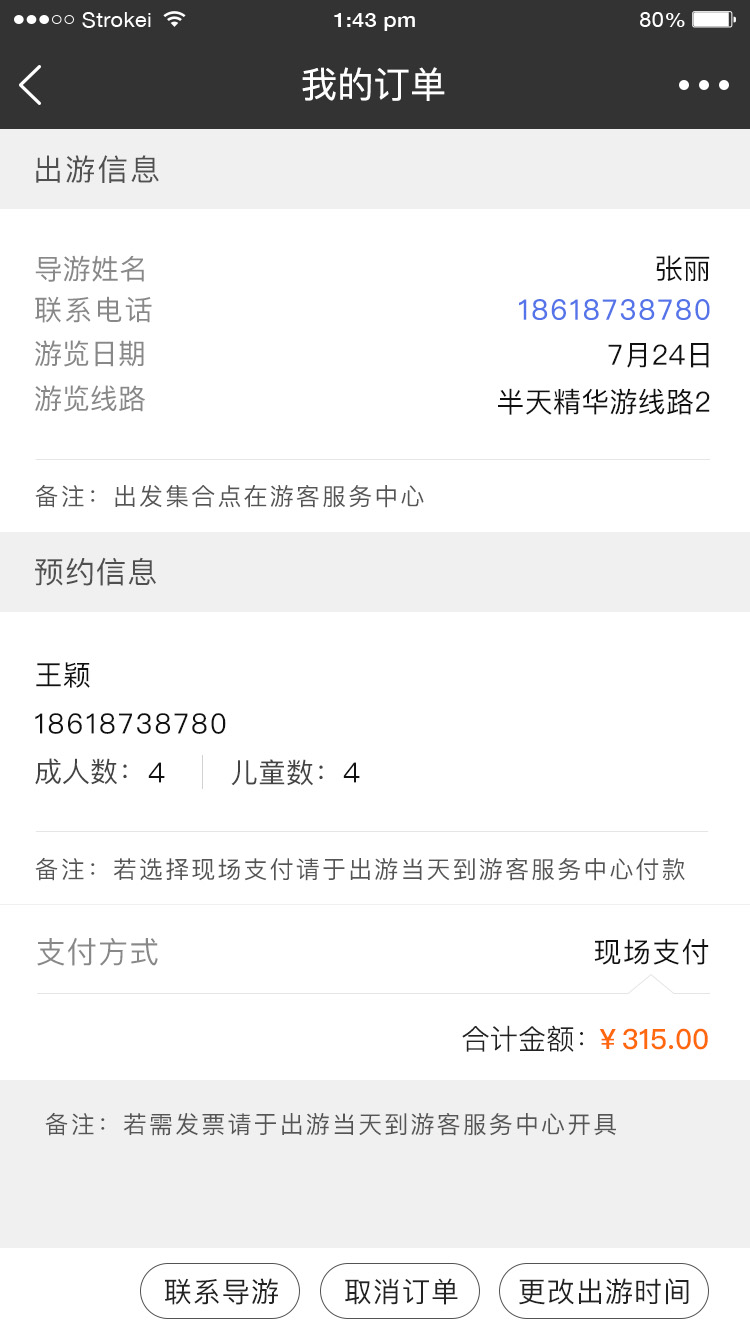 Strokei 1:43 pm 80%
我的订单
出游信息
导游姓名 张丽
联系电话 18618738780
游览日期 7月24日
游览线路 半天精华游线路2
备注：出发集合点在游客服务中心
预约信息
王颖
18618738780
成人数：4 儿童数：4
备注：若选择现场支付请于出游当天到游客服务中心付款
支付方式 现场支付
合计金额：¥315.00
备注：若需发票请于出游当天到游客服务中心开具
联系导游 取消订单 更改出游时间